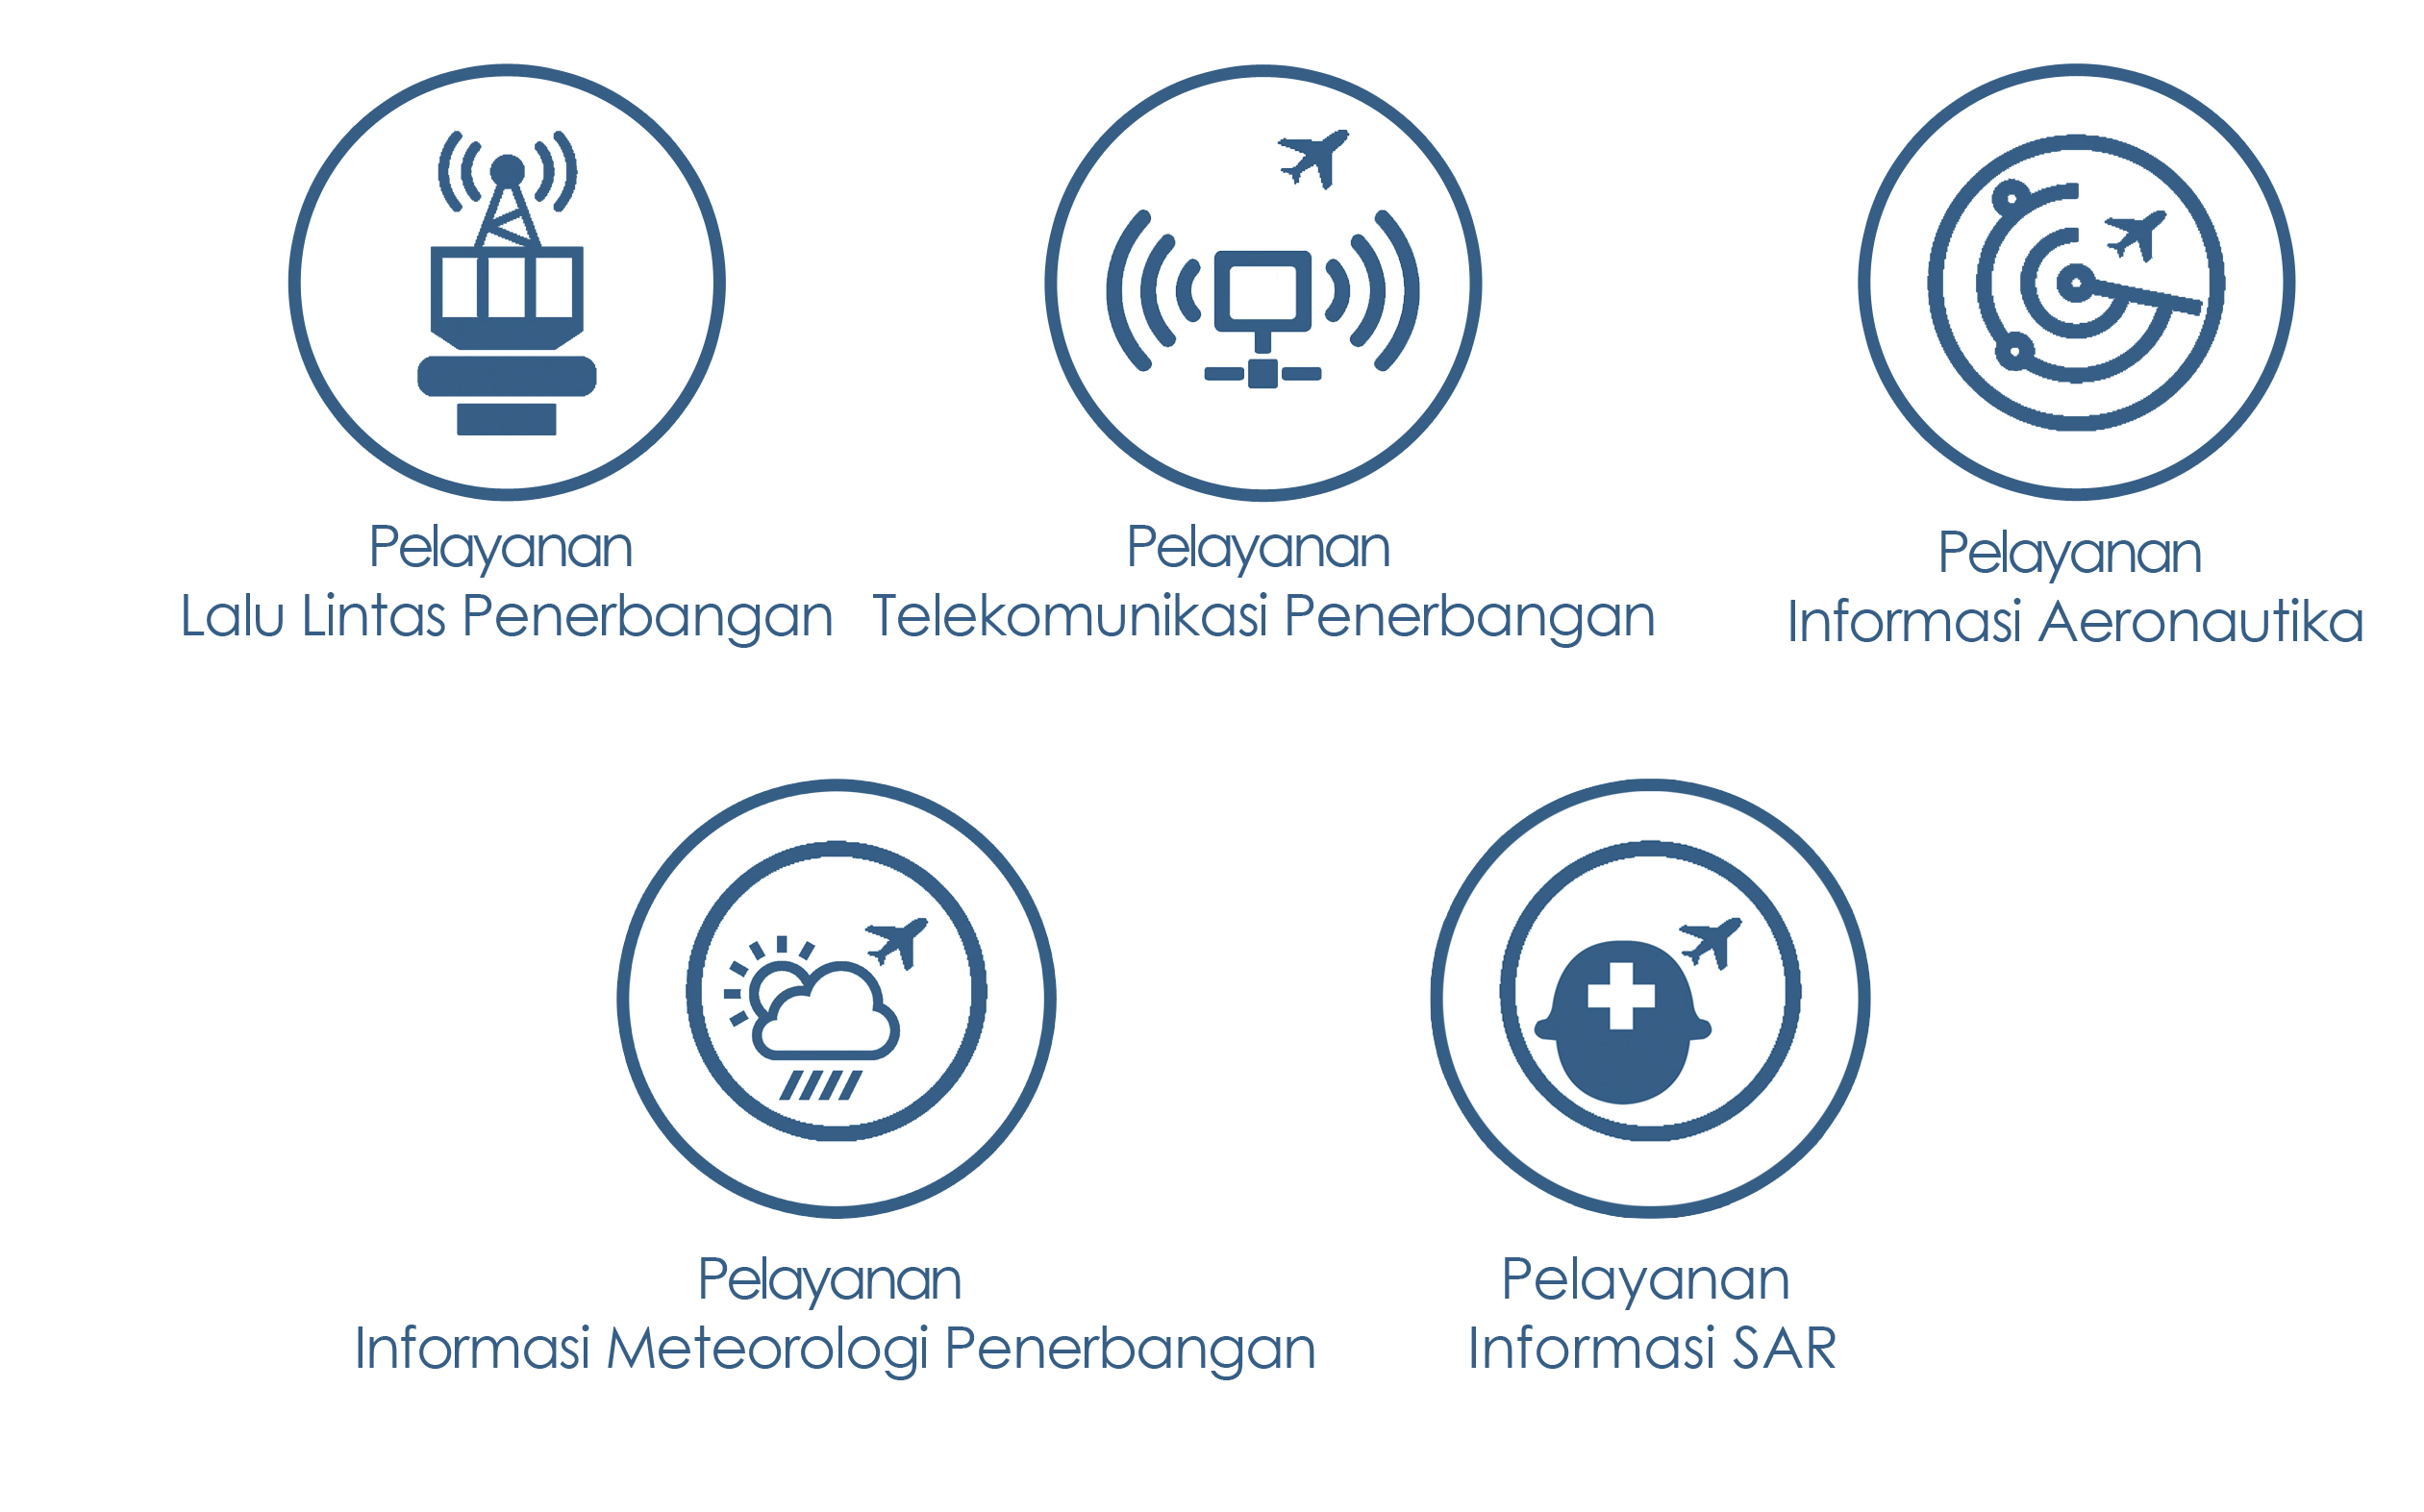 Pelayanan
Lalu Lintas Penerbangan
Pelayanan
Telekomunikasi Penerbangan
Pelayanan
Informasi Aeronautika
Pelayanan
Informasi Meteorologi Penerbangan
Pelayanan
Informasi SAR